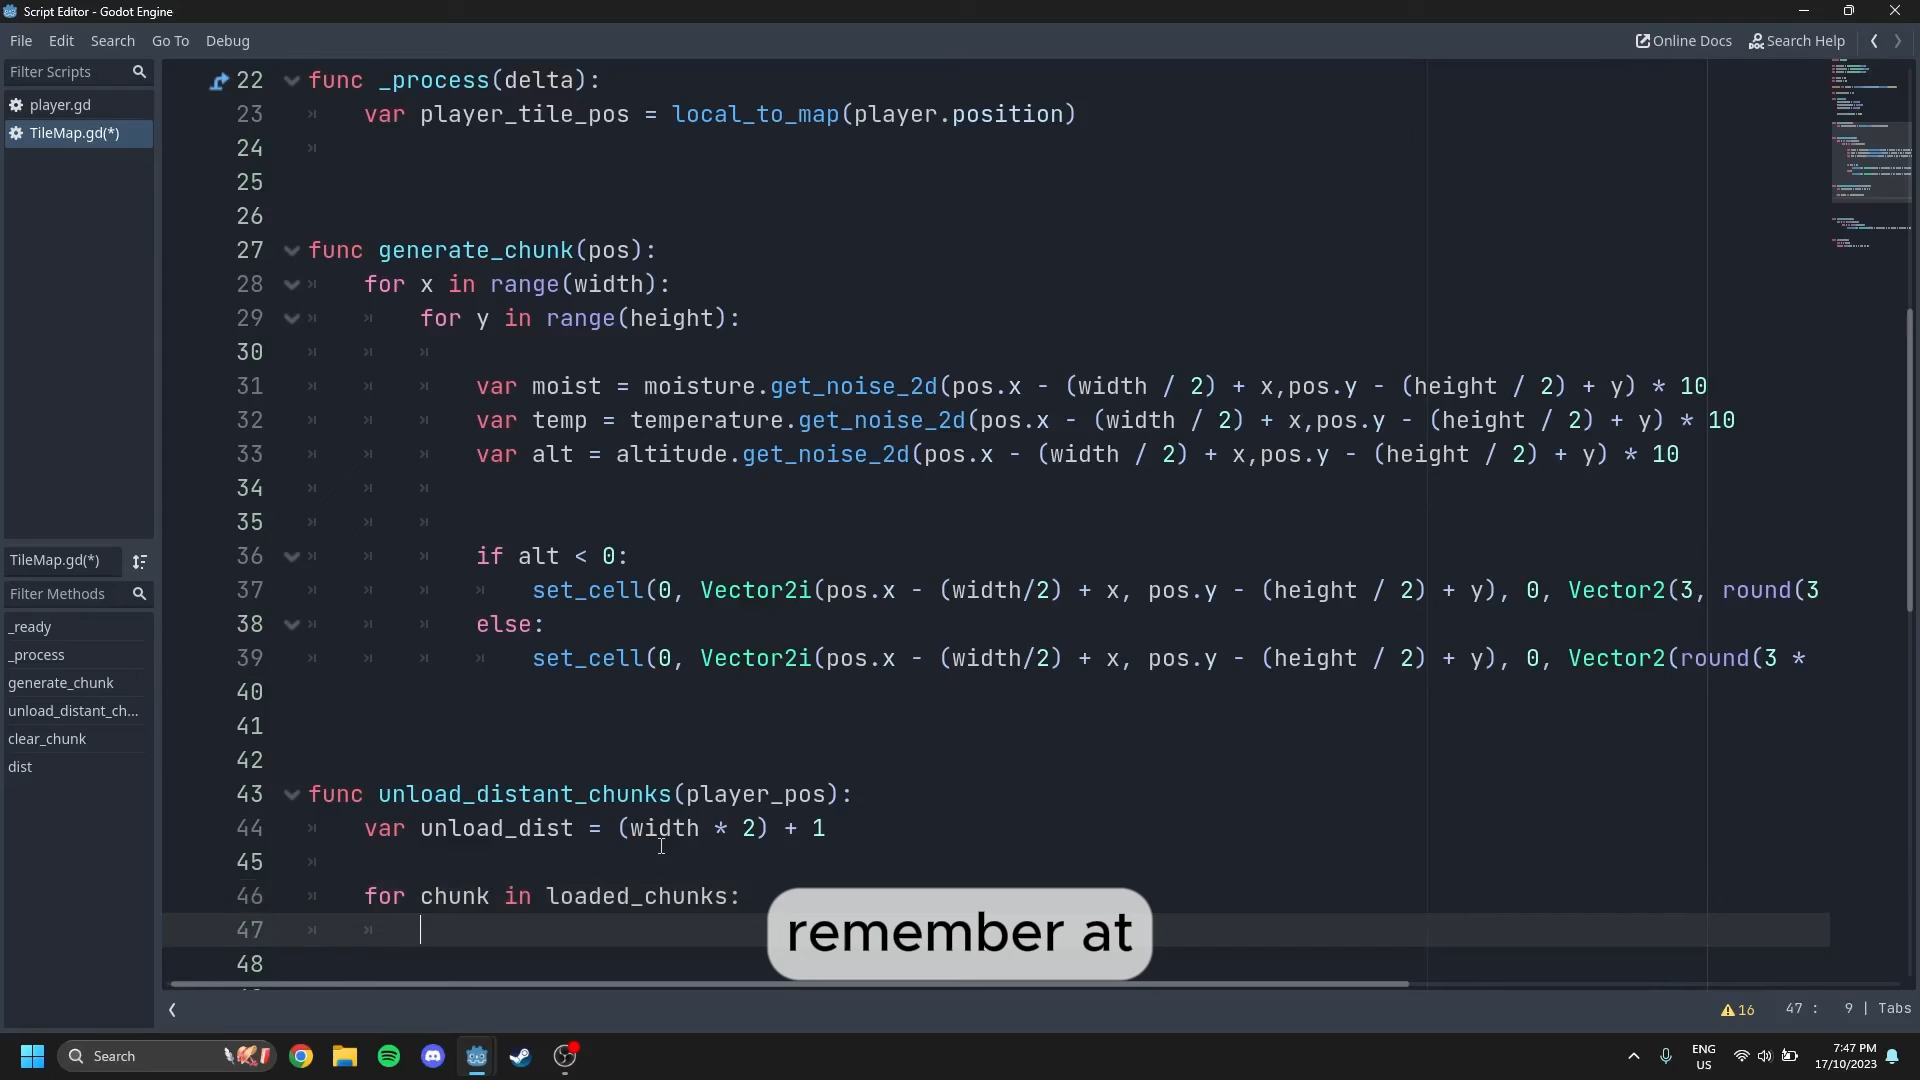 Script Editor - Godot Engine
File Edit Search Go To Debug
Online Docs Search Help
Filter Scripts
player.gd
TileMap.gd(*)
22 func _process(delta):
23 var player_tile_pos = local_to_map(player.position)
24
25
26
27 func generate_chunk(pos):
28 for x in range(width):
29 for y in range(height):
30
31 var moist = moisture.get_noise_2d(pos.x - (width / 2) + x,pos.y - (height / 2) + y) * 10
32 var temp = temperature.get_noise_2d(pos.x - (width / 2) + x,pos.y - (height / 2) + y) * 10
33 var alt = altitude.get_noise_2d(pos.x - (width / 2) + x,pos.y - (height / 2) + y) * 10
34
35
36 if alt < 0:
37 set_cell(0, Vector2i(pos.x - (width/2) + x, pos.y - (height / 2) + y), 0, Vector2(3, round(3
38 else:
39 set_cell(0, Vector2i(pos.x - (width/2) + x, pos.y - (height / 2) + y), 0, Vector2(round(3 *
40
41
42
43 func unload_distant_chunks(player_pos):
44 var unload_dist = (width * 2) + 1
45
46 for chunk in loaded_chunks:
47
48
TileMap.gd(*)
Filter Methods
_ready
_process
generate_chunk
unload_distant_ch...
clear_chunk
dist
remember at
16 47 : 9 | Tabs
Search
ENG
US
7:47 PM
17/10/2023